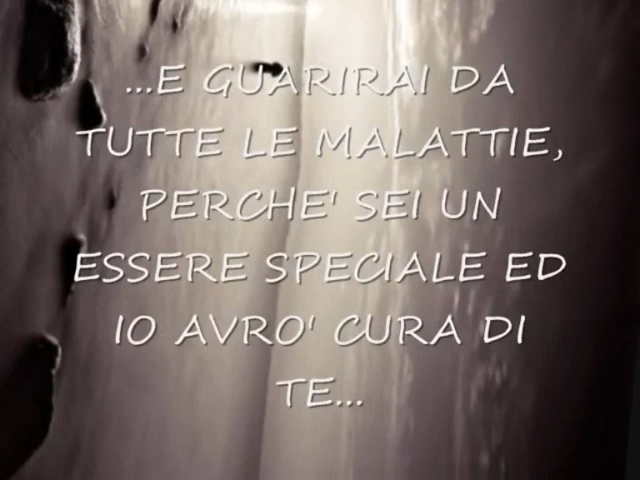 ...E GUARIRAI DA
TUTTE LE MALATTIE,
PERCHE' SEI UN
ESSERE SPECIALE ED
IO AVRO' CURA DI
TE...